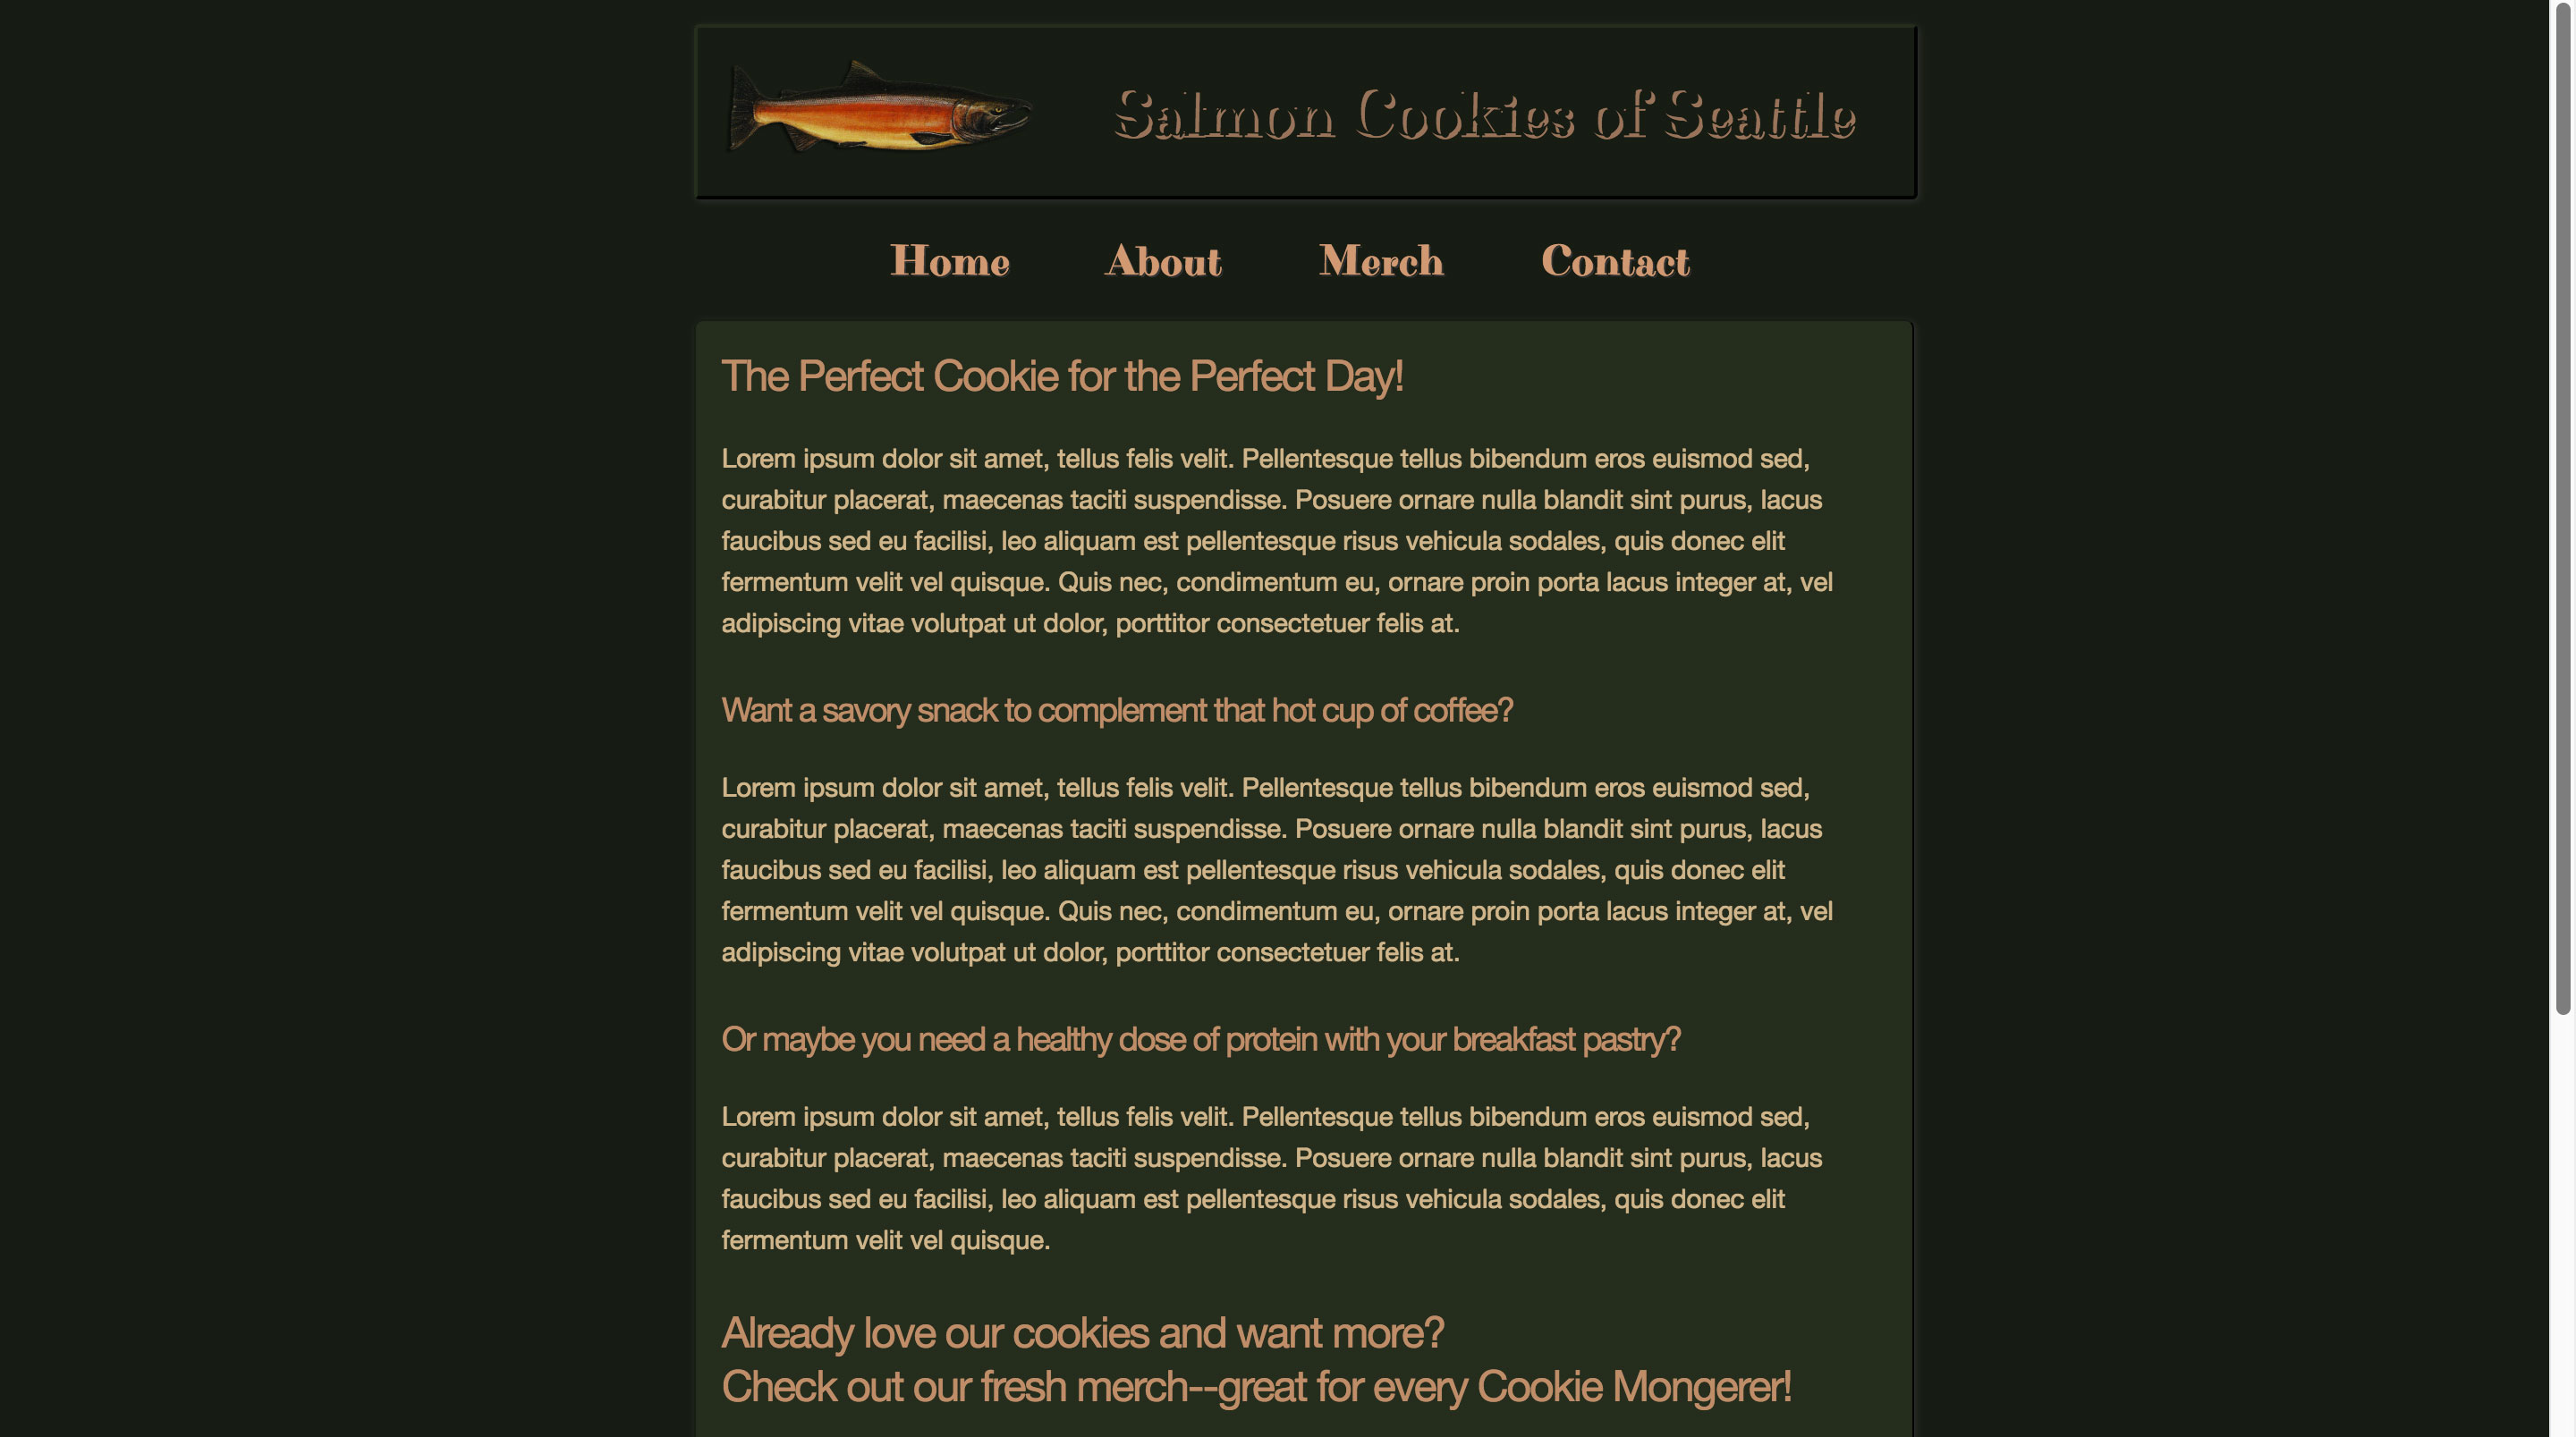 Salmon Cookies of Seattle
Home About Merch Contact
The Perfect Cookie for the Perfect Day!
Lorem ipsum dolor sit amet, tellus felis velit. Pellentesque tellus bibendum eros euismod sed,
curabitur placerat, maecenas taciti suspendisse. Posuere ornare nulla blandit sint purus, lacus
faucibus sed eu facilisi, leo aliquam est pellentesque risus vehicula sodales, quis donec elit
fermentum velit vel quisque. Quis nec, condimentum eu, ornare proin porta lacus integer at, vel
adipiscing vitae volutpat ut dolor, porttitor consectetuer felis at.
Want a savory snack to complement that hot cup of coffee?
Lorem ipsum dolor sit amet, tellus felis velit. Pellentesque tellus bibendum eros euismod sed,
curabitur placerat, maecenas taciti suspendisse. Posuere ornare nulla blandit sint purus, lacus
faucibus sed eu facilisi, leo aliquam est pellentesque risus vehicula sodales, quis donec elit
fermentum velit vel quisque. Quis nec, condimentum eu, ornare proin porta lacus integer at, vel
adipiscing vitae volutpat ut dolor, porttitor consectetuer felis at.
Or maybe you need a healthy dose of protein with your breakfast pastry?
Lorem ipsum dolor sit amet, tellus felis velit. Pellentesque tellus bibendum eros euismod sed,
curabitur placerat, maecenas taciti suspendisse. Posuere ornare nulla blandit sint purus, lacus
faucibus sed eu facilisi, leo aliquam est pellentesque risus vehicula sodales, quis donec elit
fermentum velit vel quisque.
Already love our cookies and want more?
Check out our fresh merch--great for every Cookie Mongerer!